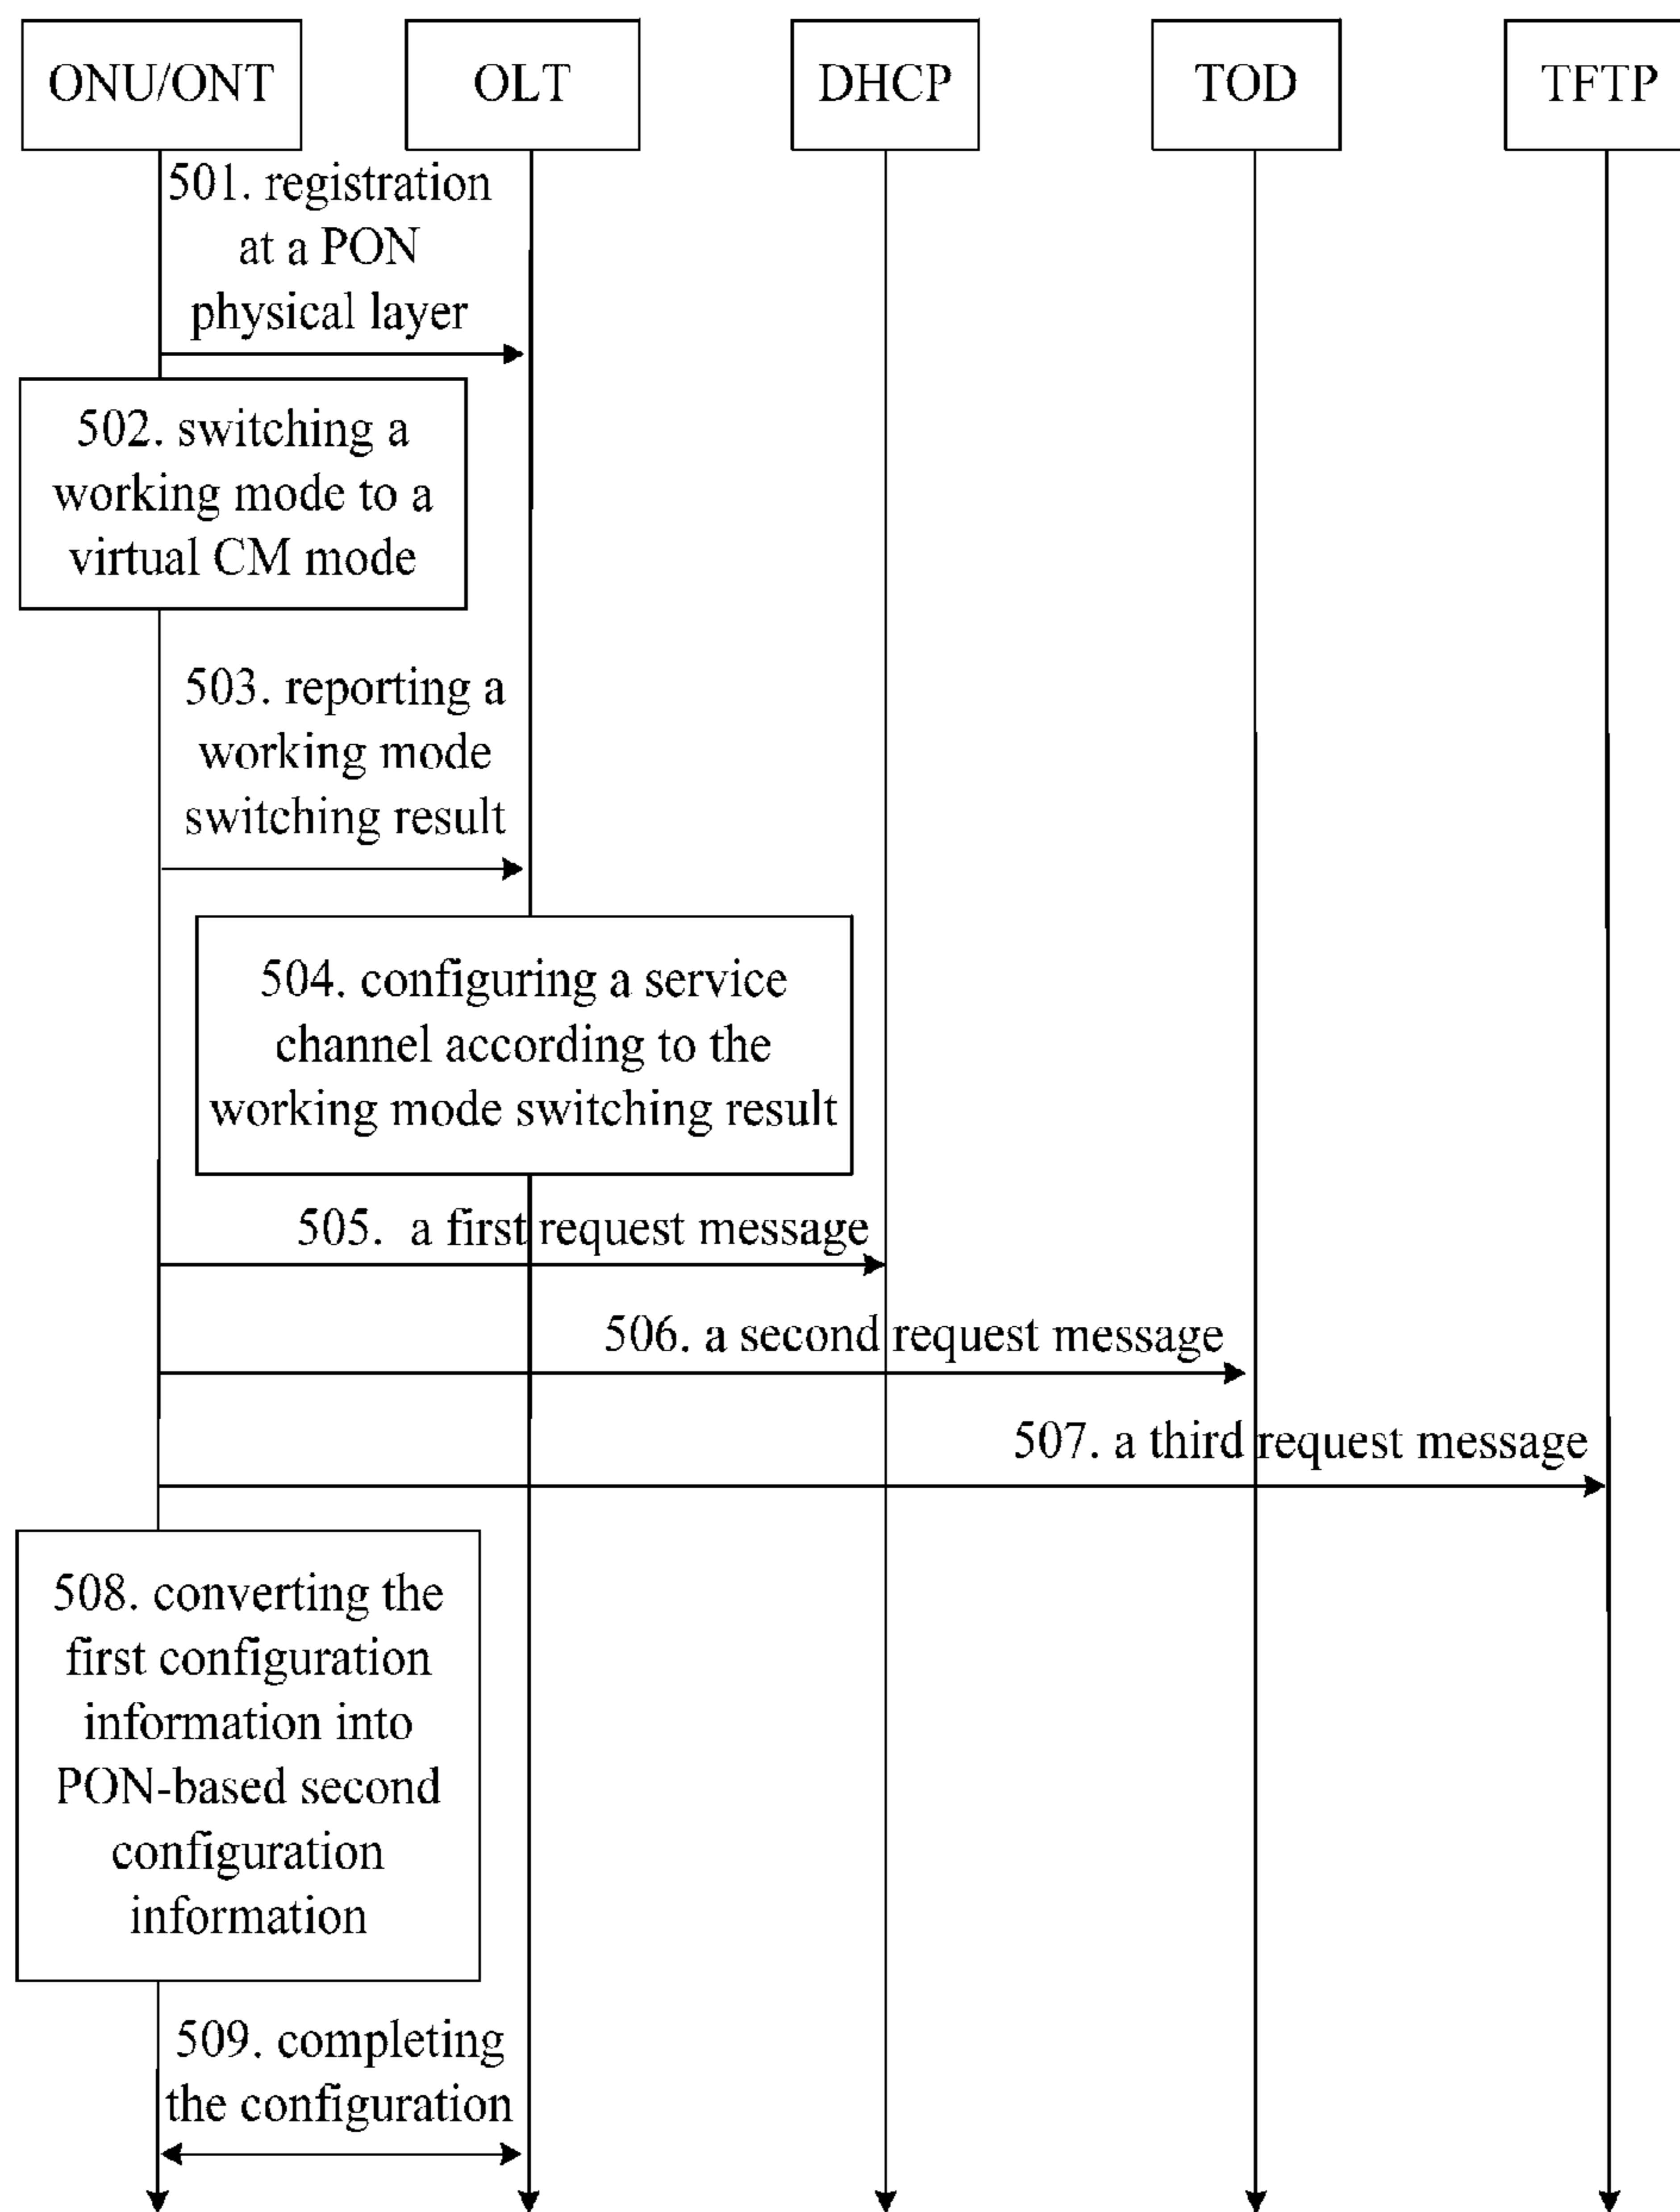 ONU/ONT
OLT
DHCP
TOD
TFTP
501. registration
at a PON
physical layer
502. switching a
working mode to a
virtual CM mode
503. reporting a
working mode
switching result
504. configuring a service
channel according to the
working mode switching result
505. a first request message
506. a second request message
507. a third request message
508. converting the
first configuration
information into
PON-based second
configuration
information
509. completing
the configuration